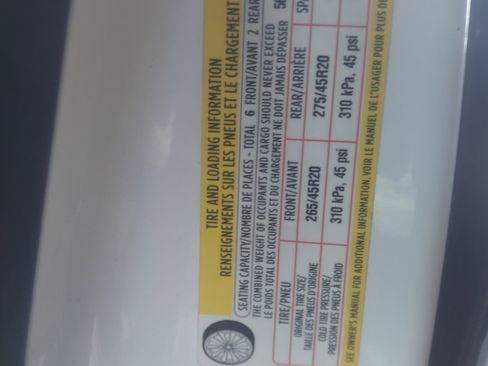 TIRE AND LOADING INFORMATION
RENSEIGNEMENTS SUR LES PNEUS ET LE CHARGEMENT
SEATING CAPACITY/NOMBRE DE PLACES - TOTAL 6 FRONT/AVANT 2 REAR
THE COMBINED WEIGHT OF OCCUPANTS AND CARGO SHOULD NEVER EXCEED
LE POIDS TOTAL DES OCCUPANTS ET DU CHARGEMENT NE DOIT JAMAIS DÉPASSER
TIRE/PNEU FRONT/AVANT REAR/ARRIÈRE
ORIGINAL TIRE SIZE/
TAILLE DES PNEUS D'ORIGINE
265/45R20 275/45R20
COLD TIRE PRESSURE/
PRESSION DES PNEUS À FROID
310 kPa, 45 psi 310 kPa, 45 psi
SEE OWNER'S MANUAL FOR ADDITIONAL INFORMATION. VOIR LE MANUEL DE L'USAGER POUR PLUS